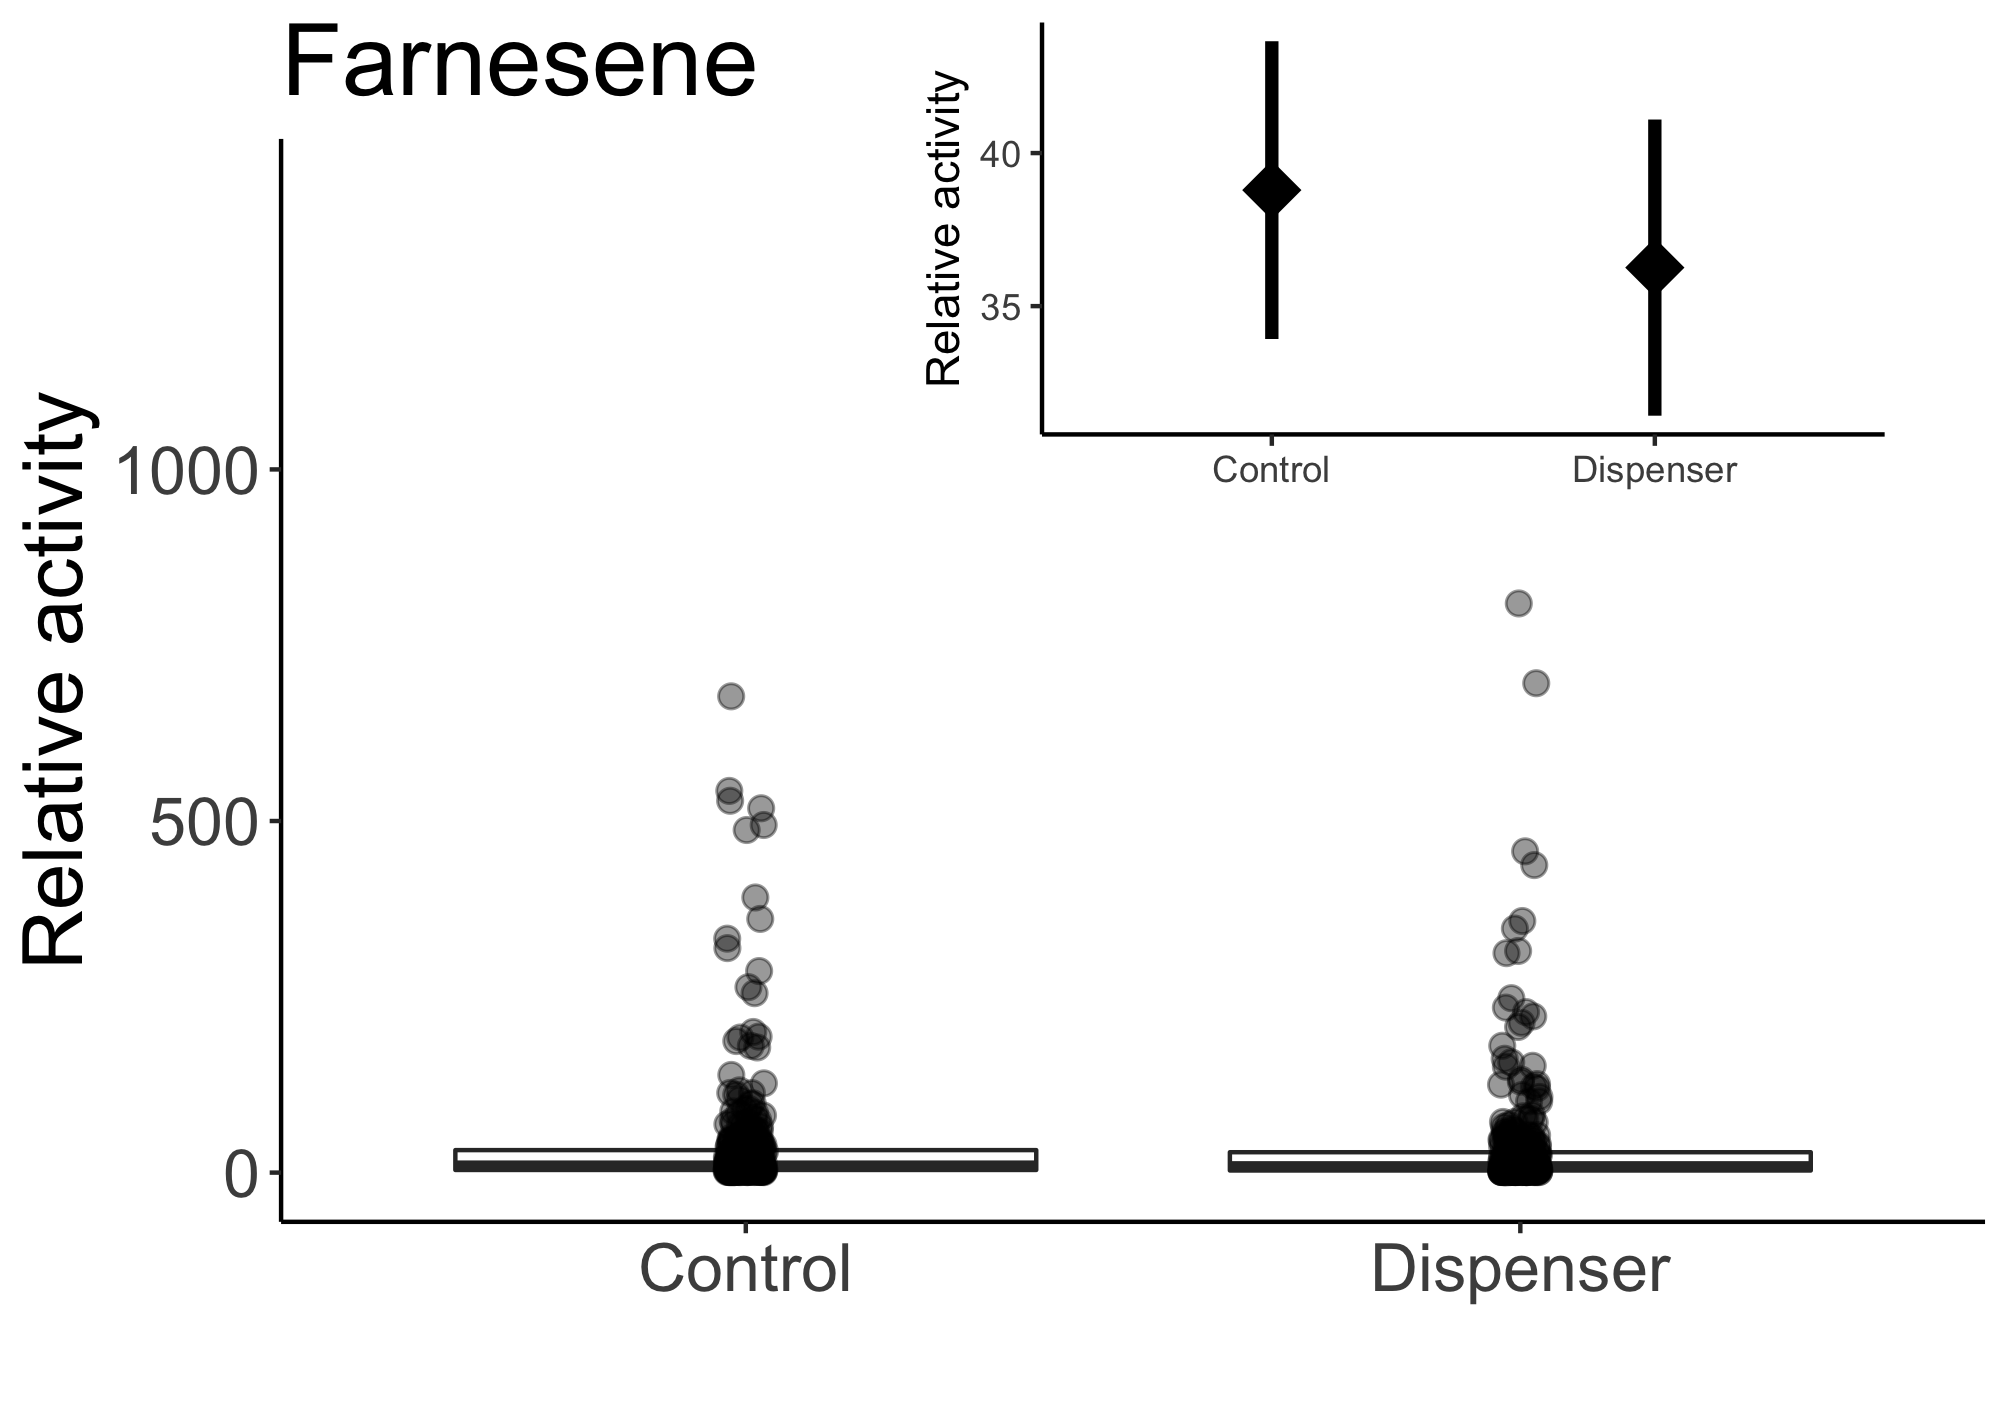 Farnesene
Relative activity
40
35
Control
Dispenser
Relative activity
1000
500
0
Control
Dispenser